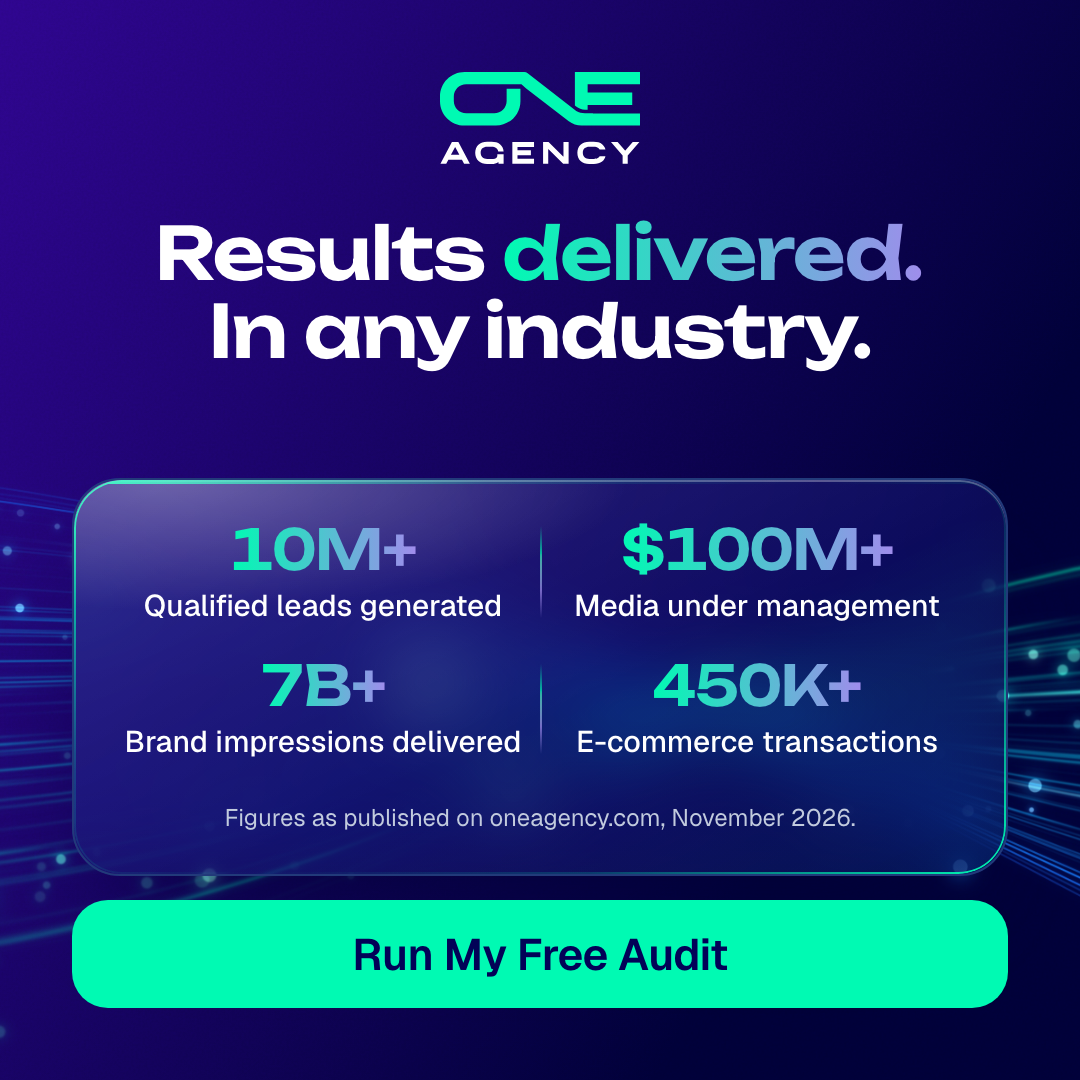 ONE
AGENCY
Results delivered.
In any industry.
10M+
Qualified leads generated
$100M+
Media under management
7B+
Brand impressions delivered
450K+
E-commerce transactions
Figures as published on oneagency.com, November 2026.
Run My Free Audit